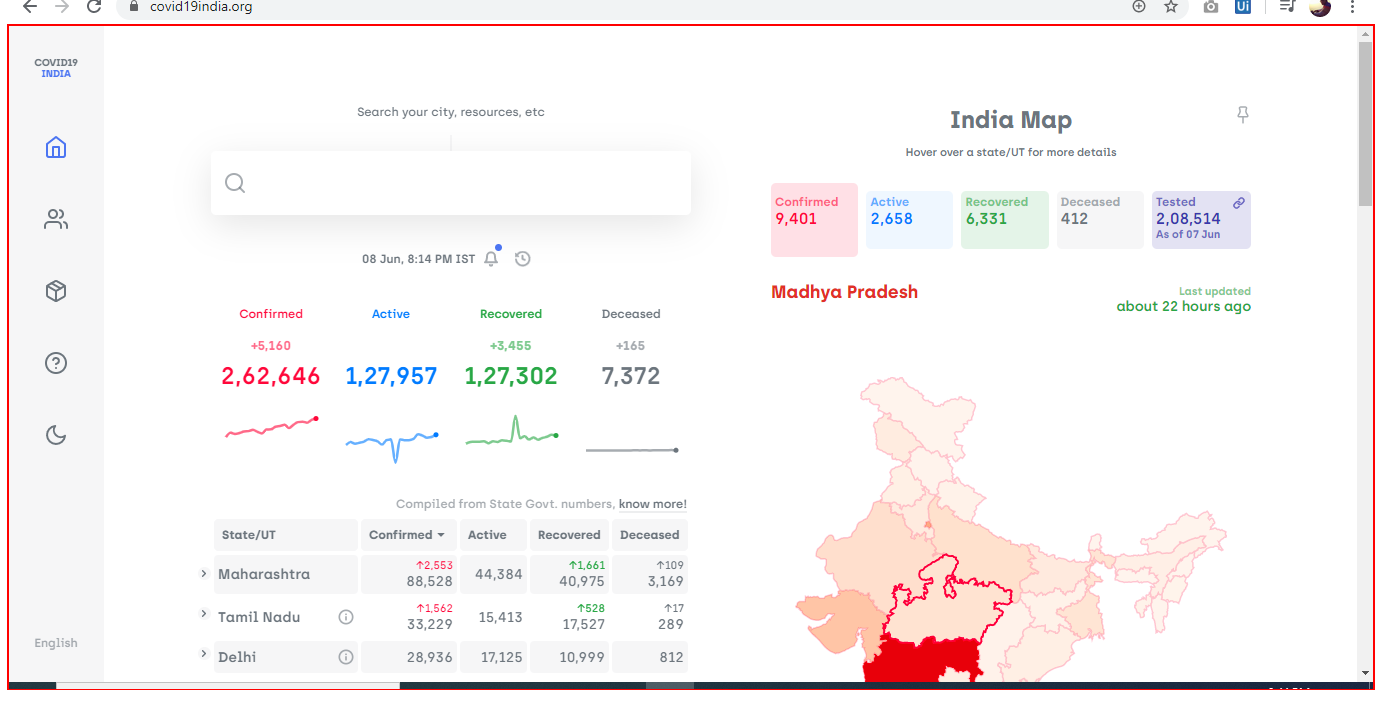 covid19india.org
Ui
COVID19
INDIA
English
Search your city, resources, etc
08 Jun, 8:14 PM IST
Confirmed Active Recovered Deceased
+5,160 +3,455 +165
2,62,646 1,27,957 1,27,302 7,372
Compiled from State Govt. numbers, know more!
State/UT Confirmed Active Recovered Deceased
Maharashtra ↑2,553 88,528 44,384 ↑1,661 40,975 ↑109 3,169
Tamil Nadu ↑1,562 33,229 15,413 ↑528 17,527 ↑17 289
Delhi 28,936 17,125 10,999 812
India Map
Hover over a state/UT for more details
Confirmed Active Recovered Deceased Tested
9,401 2,658 6,331 412 2,08,514
As of 07 Jun
Madhya Pradesh
Last updated
about 22 hours ago